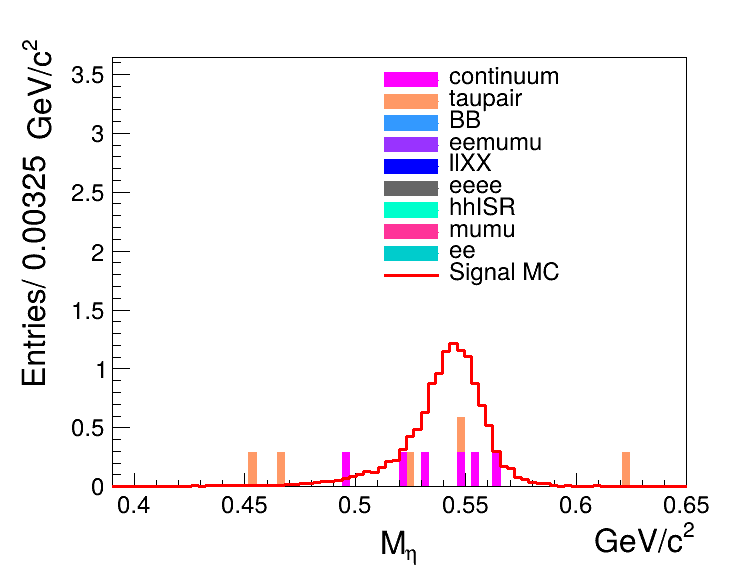 Entries/ 0.00325 GeV/c²
3.5
3
2.5
2
1.5
1
0.5
0
continuum
taupair
BB
eemumu
llXX
eeee
hhISR
mumu
ee
Signal MC
0.4 0.45 0.5 0.55 0.6 0.65
Mη GeV/c²